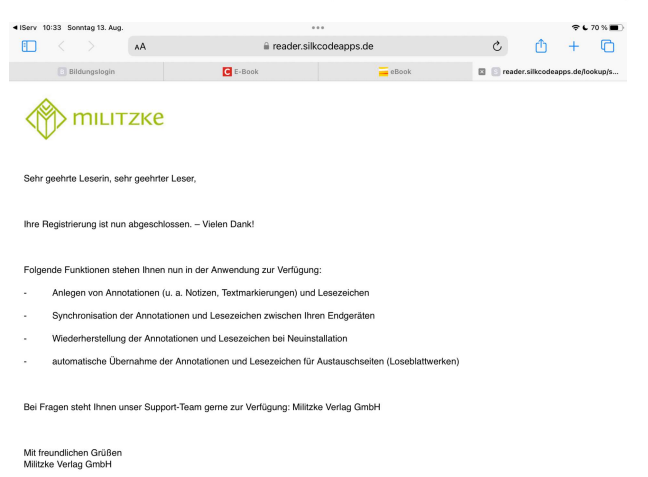 IServ 10:33 Sonntag 13. Aug.
70 %
AA
reader.silkcodeapps.de
S Bildungslogin
C E-Book
eBook
S reader.silkcodeapps.de/lookup/s...
MILITZKE
Sehr geehrte Leserin, sehr geehrter Leser,
Ihre Registrierung ist nun abgeschlossen. – Vielen Dank!
Folgende Funktionen stehen Ihnen nun in der Anwendung zur Verfügung:
- Anlegen von Annotationen (u. a. Notizen, Textmarkierungen) und Lesezeichen
- Synchronisation der Annotationen und Lesezeichen zwischen Ihren Endgeräten
- Wiederherstellung der Annotationen und Lesezeichen bei Neuinstallation
- automatische Übernahme der Annotationen und Lesezeichen für Austauschseiten (Loseblattwerken)
Bei Fragen steht Ihnen unser Support-Team gerne zur Verfügung: Militzke Verlag GmbH
Mit freundlichen Grüßen
Militzke Verlag GmbH